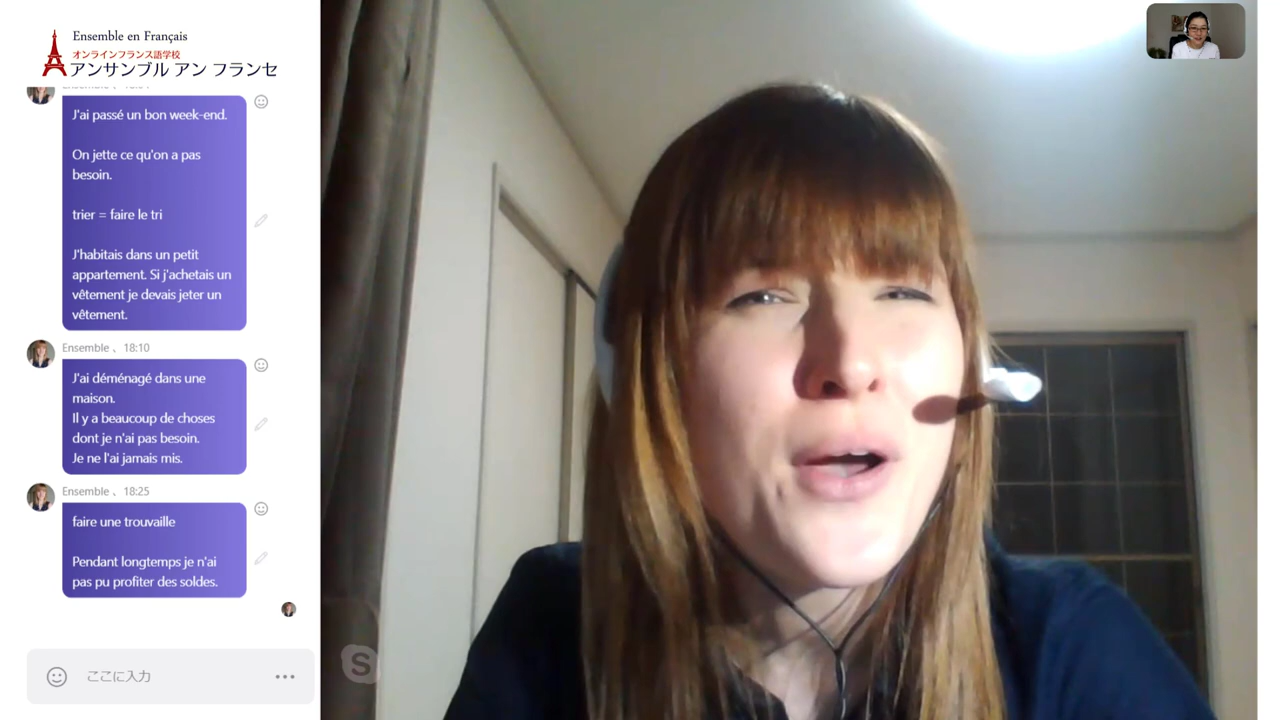 Ensemble en Français
オンラインフランス語学校
アンサンブル アン フランセ
J'ai passé un bon week-end.
On jette ce qu'on a pas
besoin.
trier = faire le tri
J'habitais dans un petit
appartement. Si j'achetais un
vêtement je devais jeter un
vêtement.
Ensemble 、 18:10
J'ai déménagé dans une
maison.
Il y a beaucoup de choses
dont je n'ai pas besoin.
Je ne l'ai jamais mis.
Ensemble 、 18:25
faire une trouvaille
Pendant longtemps je n'ai
pas pu profiter des soldes.
ここに入力